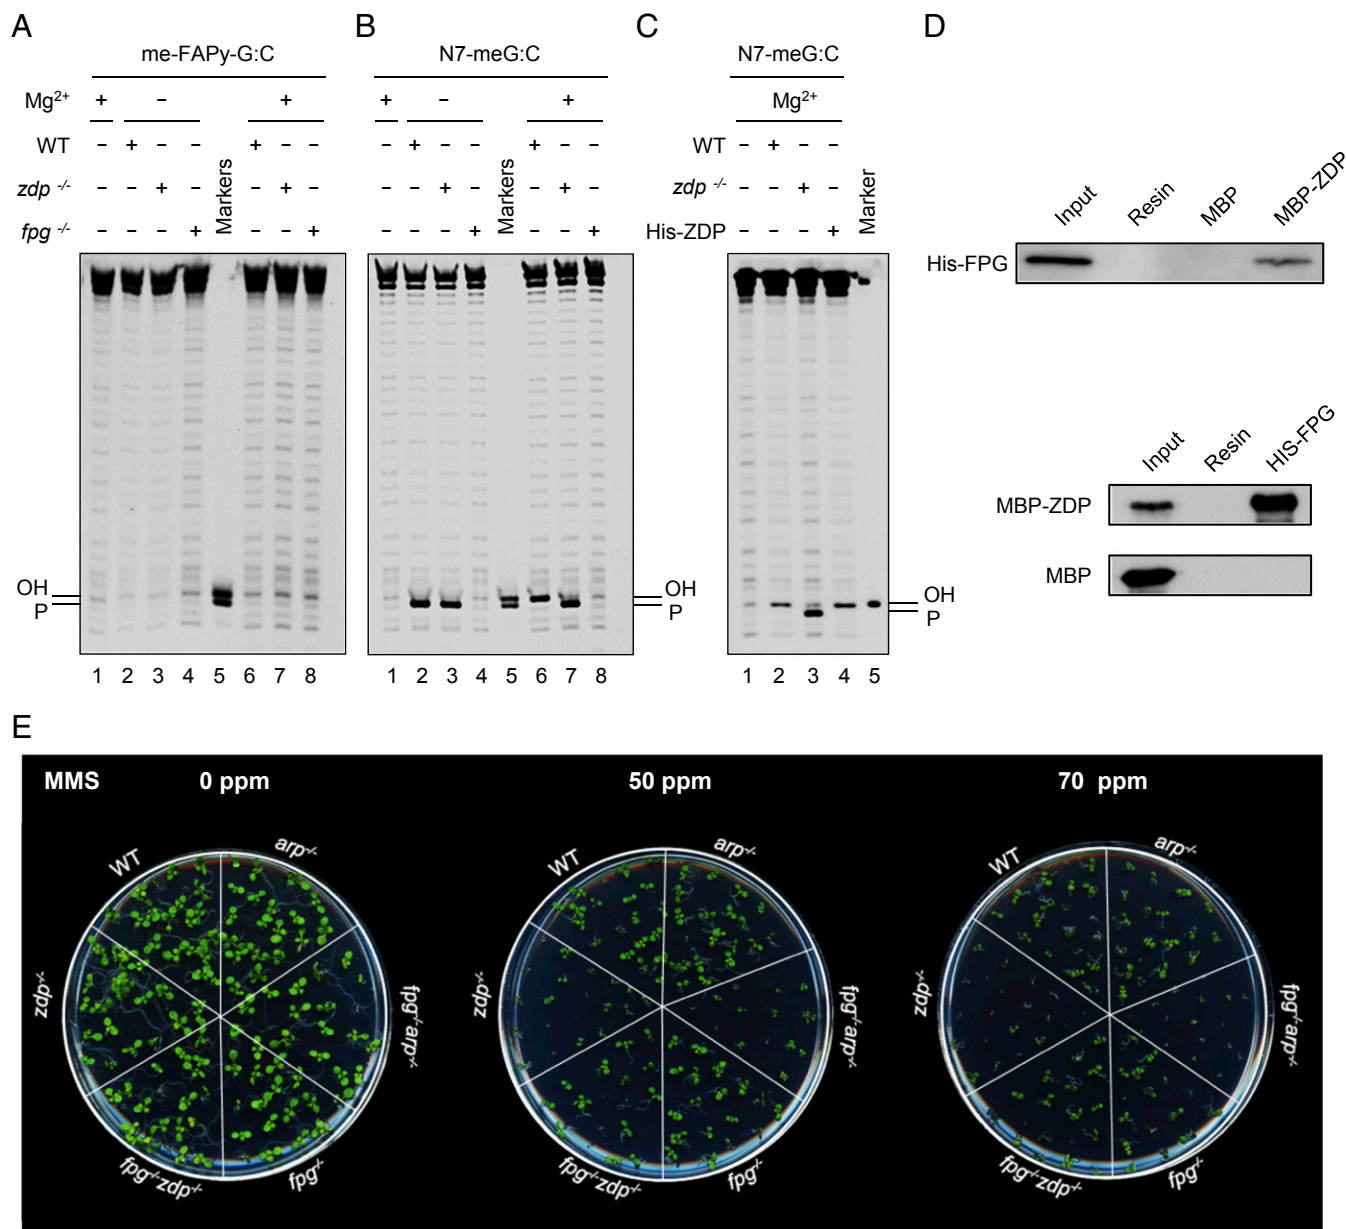 A
me-FAPy-G:C
Mg2+ + − +
WT − + − − − − + − −
zdp -/- − − + − Markers − + −
fpg -/- − − − + − − +
OH
P
1 2 3 4 5 6 7 8
B
N7-meG:C
+ − +
− + − − + − −
− − + − Markers − + −
− − − + − − +
OH
P
1 2 3 4 5 6 7 8
C
N7-meG:C
Mg2+
WT − + − −
zdp -/- − − + − Marker
His-ZDP − − − +
OH
P
1 2 3 4 5
D
Input Resin MBP MBP-ZDP
His-FPG
Input Resin HIS-FPG
MBP-ZDP
MBP
E
MMS 0 ppm 50 ppm 70 ppm
WT arp-/- fpg-/-arp-/- fpg-/- fpg-/-zdp-/- zdp-/-
WT arp-/- fpg-/-arp-/- fpg-/- fpg-/-zdp-/- zdp-/-
WT arp-/- fpg-/-arp-/- fpg-/- fpg-/-zdp-/- zdp-/-